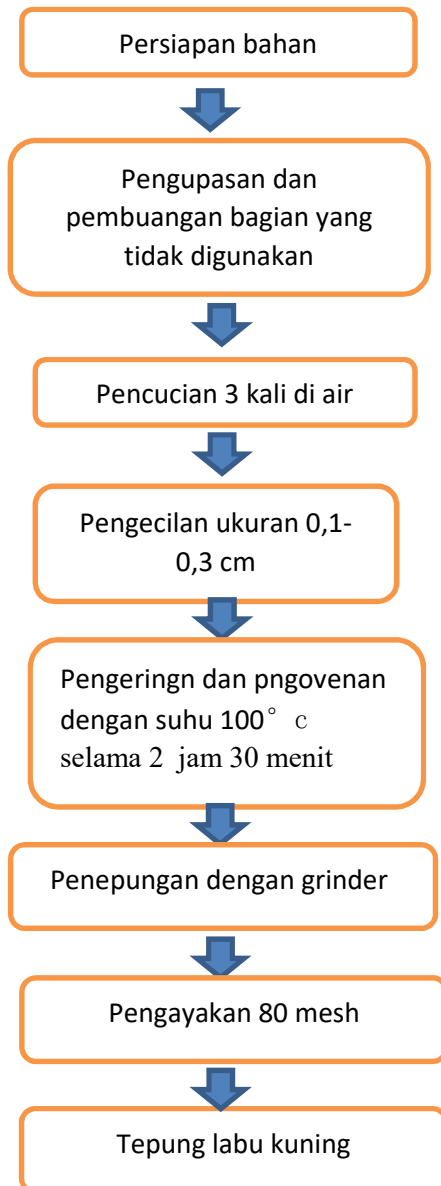 Persiapan bahan
Pengupasan dan
pembuangan bagian yang
tidak digunakan
Pencucian 3 kali di air
Pengecilan ukuran 0,1-
0,3 cm
Pengeringn dan pngovenan
dengan suhu 100° c
selama 2 jam 30 menit
Penepungan dengan grinder
Pengayakan 80 mesh
Tepung labu kuning